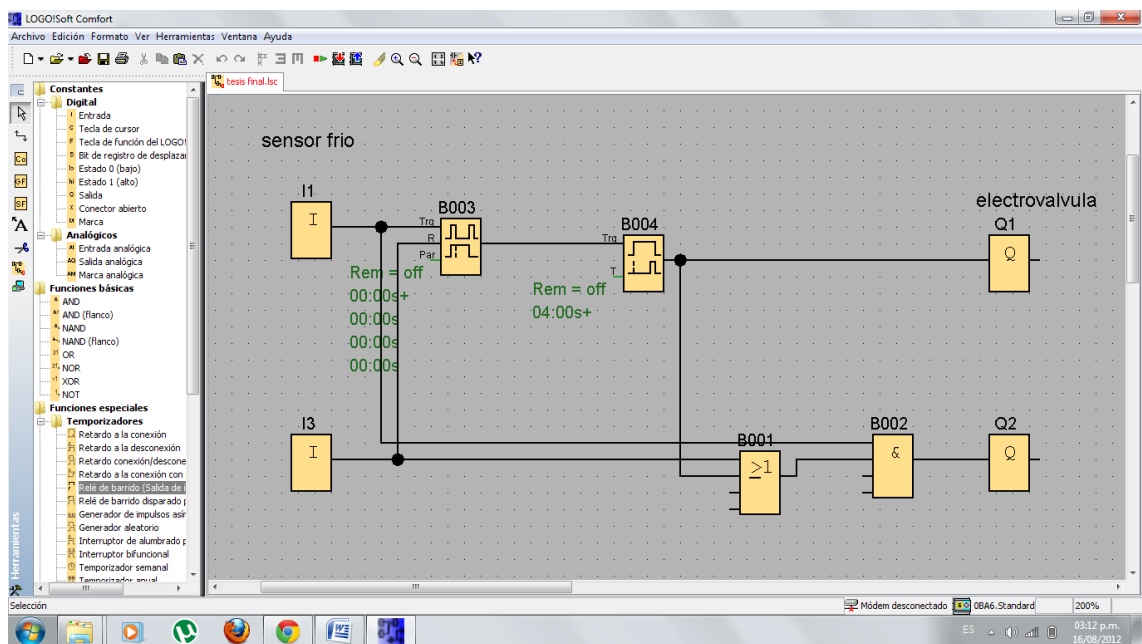 LOGO!Soft Comfort
Archivo Edición Formato Ver Herramientas Ventana Ayuda
tesis final.lsc
Constantes
Digital
Entrada
Tecla de cursor
Tecla de función del LOGO!
Bit de registro de desplaza
Estado 0 (bajo)
Estado 1 (alto)
Salida
Conector abierto
Marca
Analógicos
Entrada analógica
Salida analógica
Marca analógica
Funciones básicas
AND
AND (flanco)
NAND
NAND (flanco)
OR
NOR
XOR
NOT
Funciones especiales
Temporizadores
Retardo a la conexión
Retardo a la desconexión
Retardo conexión/descone
Retardo a la conexión con
Relé de barrido (Salida de i
Relé de barrido disparado p
Generador de impulsos asír
Generador aleatorio
Interruptor de alumbrado p
Interruptor bifuncional
Temporizador semanal
Temporizador anual
Co
GF
SF
Herramientas
sensor frio
I1
I
B003
Trg
R
Par
Rem = off
00:00s+
00:00s
00:00s
00:00s
B004
Trg
T
Rem = off
04:00s+
electrovalvula
Q1
Q
I3
I
B001
≥1
B002
&
Q2
Q
Selección
Módem desconectado
0BA6.Standard
200%
ES
03:12 p.m.
16/08/2012